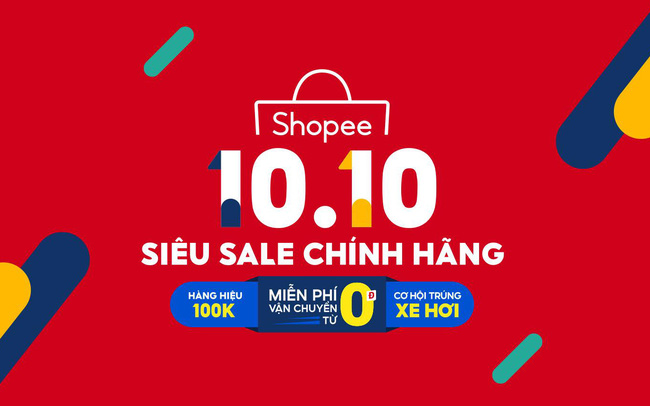 Shopee
10.10
SIÊU SALE CHÍNH HÃNG
HÀNG HIỆU
100K
MIỄN PHÍ
VẬN CHUYỂN
TỪ
0Đ
CƠ HỘI TRÚNG
XE HƠI